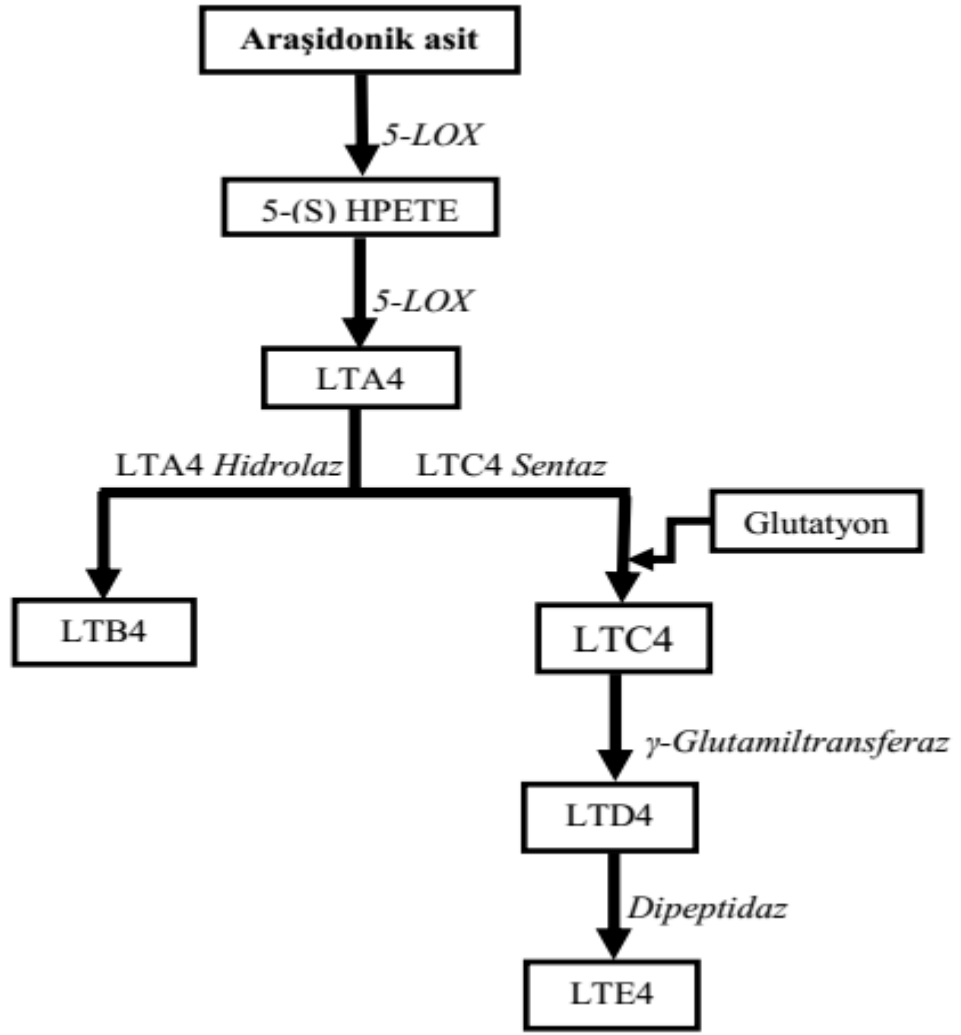 Araşidonik asit
5-LOX
5-(S) HPETE
5-LOX
LTA4
LTA4 Hidrolaz
LTC4 Sentaz
Glutatyon
LTB4
LTC4
γ-Glutamiltransferaz
LTD4
Dipeptidaz
LTE4